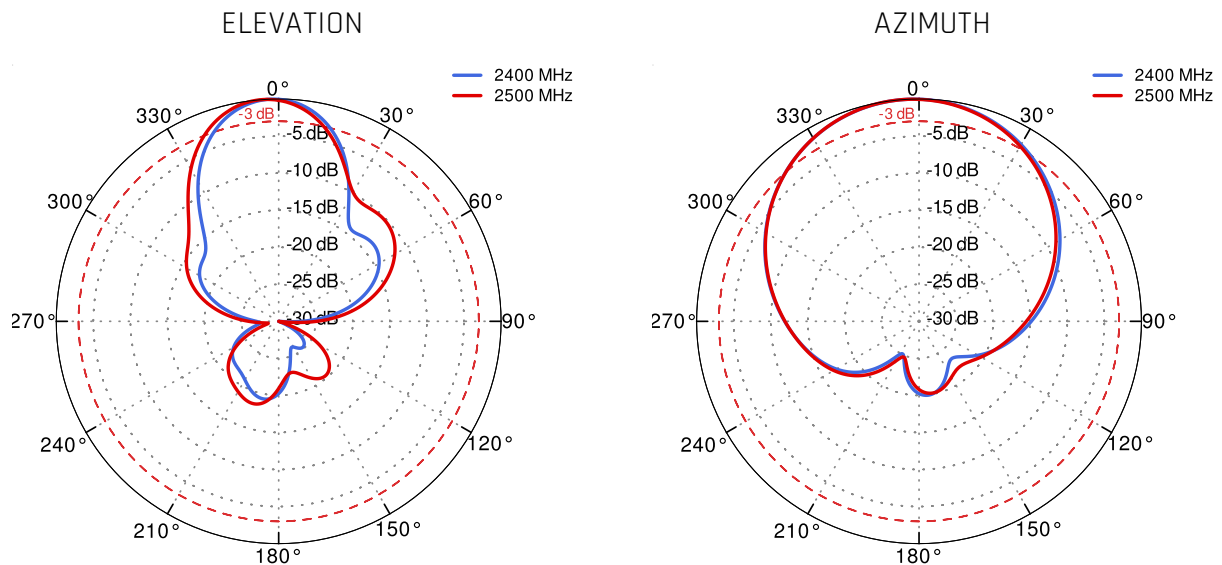 ELEVATION
AZIMUTH
2400 MHz
2500 MHz
0°
-3 dB
330°
30°
-5 dB
-10 dB
300°
60°
-15 dB
-20 dB
-25 dB
270°
-30 dB
90°
240°
120°
210°
150°
180°
2400 MHz
2500 MHz
0°
-3 dB
330°
30°
-5 dB
-10 dB
300°
60°
-15 dB
-20 dB
-25 dB
270°
-30 dB
90°
240°
120°
210°
150°
180°